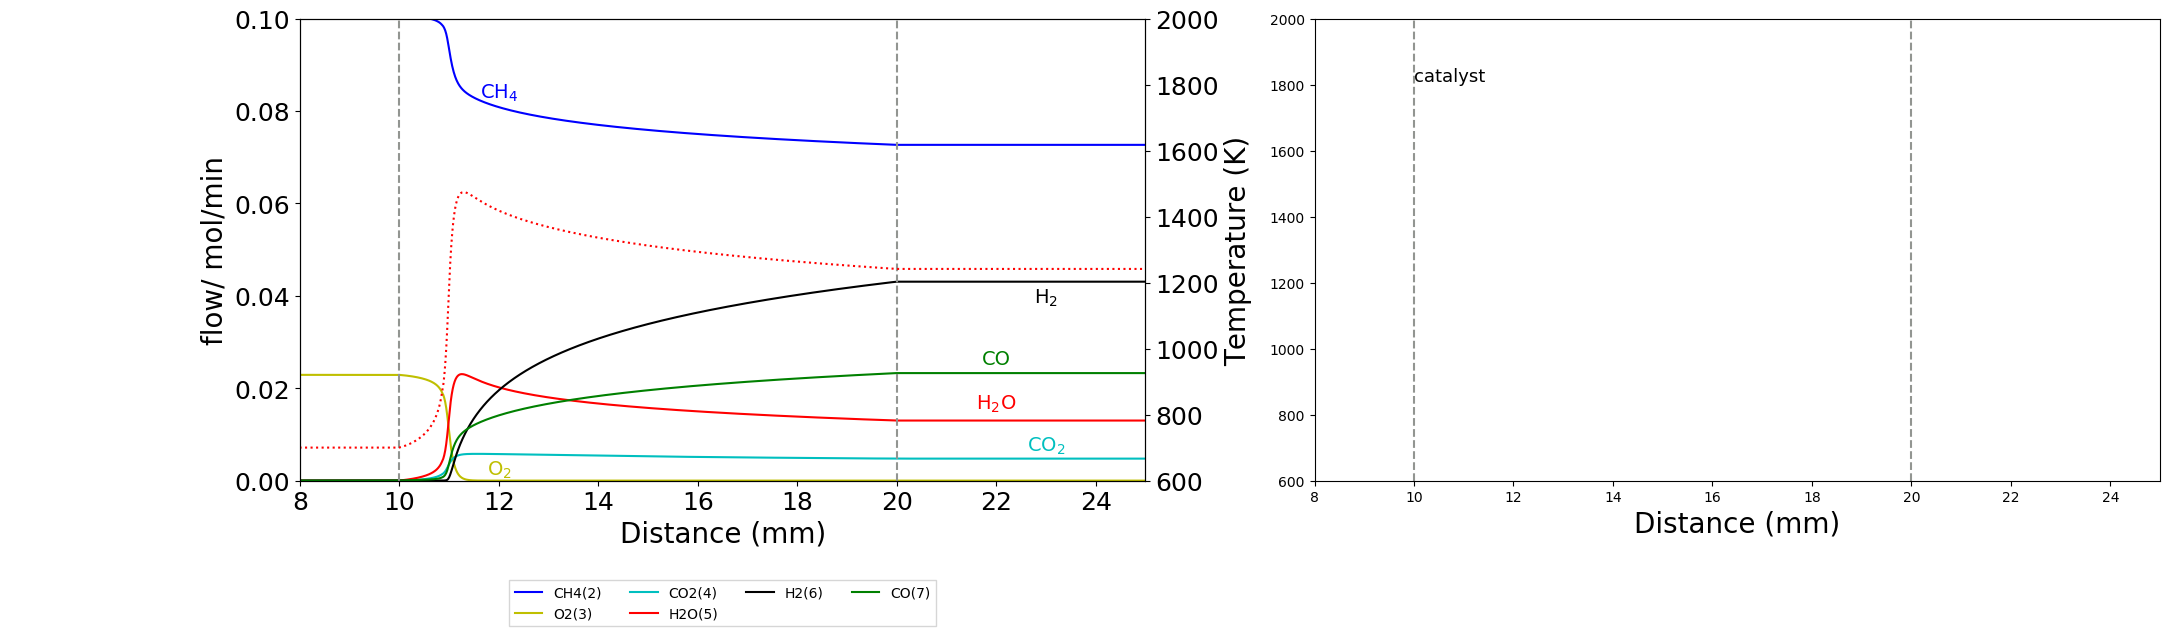 0.10
0.08
0.06
0.04
0.02
0.00
flow/ mol/min
8 10 12 14 16 18 20 22 24
Distance (mm)
CH₄
H₂
CO
H₂O
CO₂
O₂
2000
1800
1600
1400
1200
1000
800
600
Temperature (K)
CH4(2) CO2(4) H2(6) CO(7)
O2(3) H2O(5)
2000
1800
1600
1400
1200
1000
800
600
catalyst
8 10 12 14 16 18 20 22 24
Distance (mm)